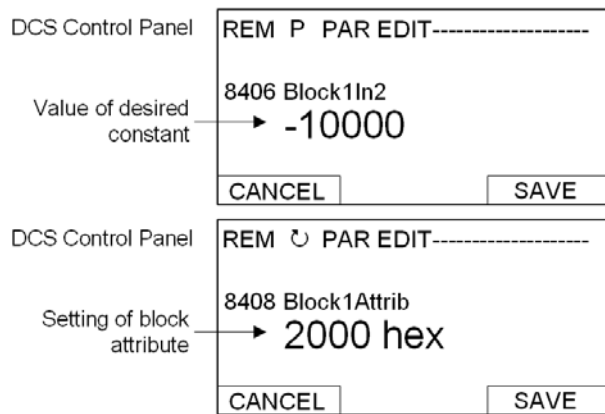 DCS Control Panel
REM P PAR EDIT---------------------
8406 Block1In2
Value of desired
constant
-10000
CANCEL SAVE
DCS Control Panel
REM ↻ PAR EDIT---------------------
8408 Block1Attrib
Setting of block
attribute
2000 hex
CANCEL SAVE